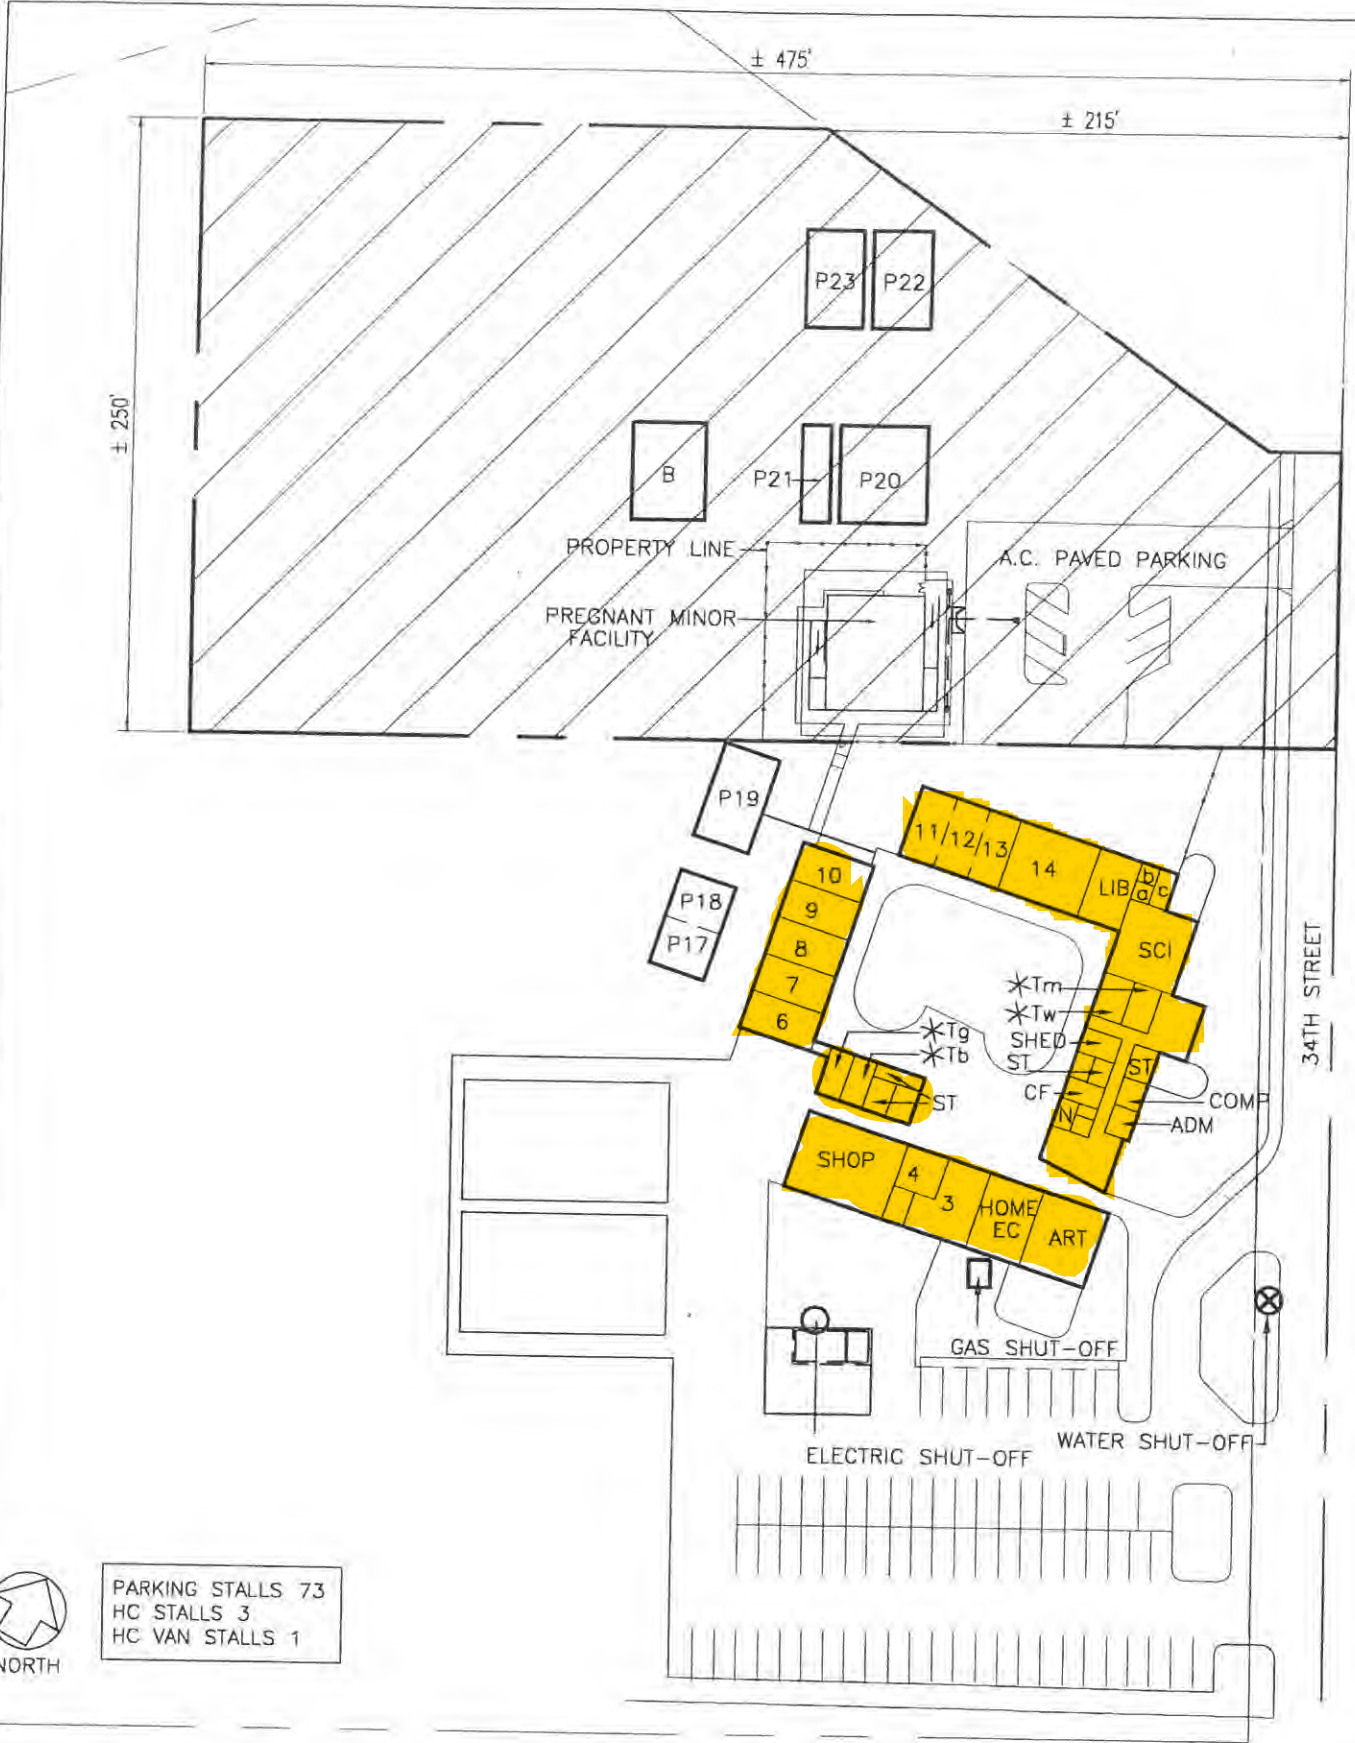 ± 475'
± 215'
± 250'
P23
P22
B
P21
P20
PROPERTY LINE
A.C. PAVED PARKING
PREGNANT MINOR
FACILITY
P19
11/12/13
14
LIB
b
a
c
10
9
8
7
6
P18
P17
SCI
34TH STREET
*Tm
*Tw
SHED
ST
CF
N
ST
COMP
ADM
*Tg
*Tb
ST
SHOP
4
3
HOME
EC
ART
GAS SHUT-OFF
WATER SHUT-OFF
ELECTRIC SHUT-OFF
NORTH
PARKING STALLS 73
HC STALLS 3
HC VAN STALLS 1